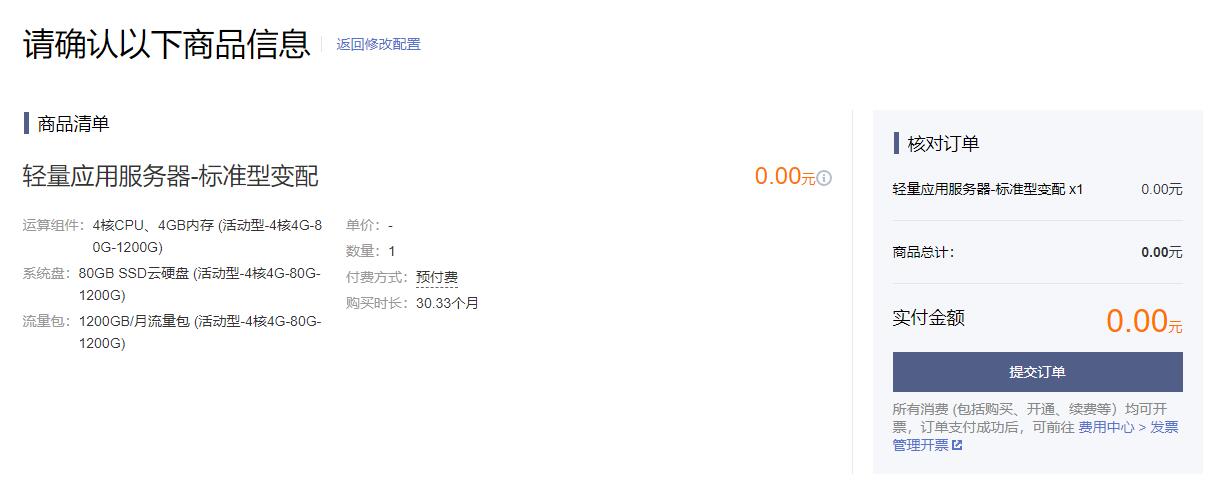 请确认以下商品信息 返回修改配置
商品清单
轻量应用服务器-标准型变配 0.00元
运算组件： 4核CPU、4GB内存 (活动型-4核4G-8
0G-1200G)
系统盘： 80GB SSD云硬盘 (活动型-4核4G-80G-
1200G)
流量包： 1200GB/月流量包 (活动型-4核4G-80G-
1200G)
单价： -
数量： 1
付费方式： 预付费
购买时长： 30.33个月
核对订单
轻量应用服务器-标准型变配 x1 0.00元
商品总计： 0.00元
实付金额 0.00元
提交订单
所有消费 (包括购买、开通、续费等）均可开
票，订单支付成功后，可前往 费用中心 > 发票
管理开票